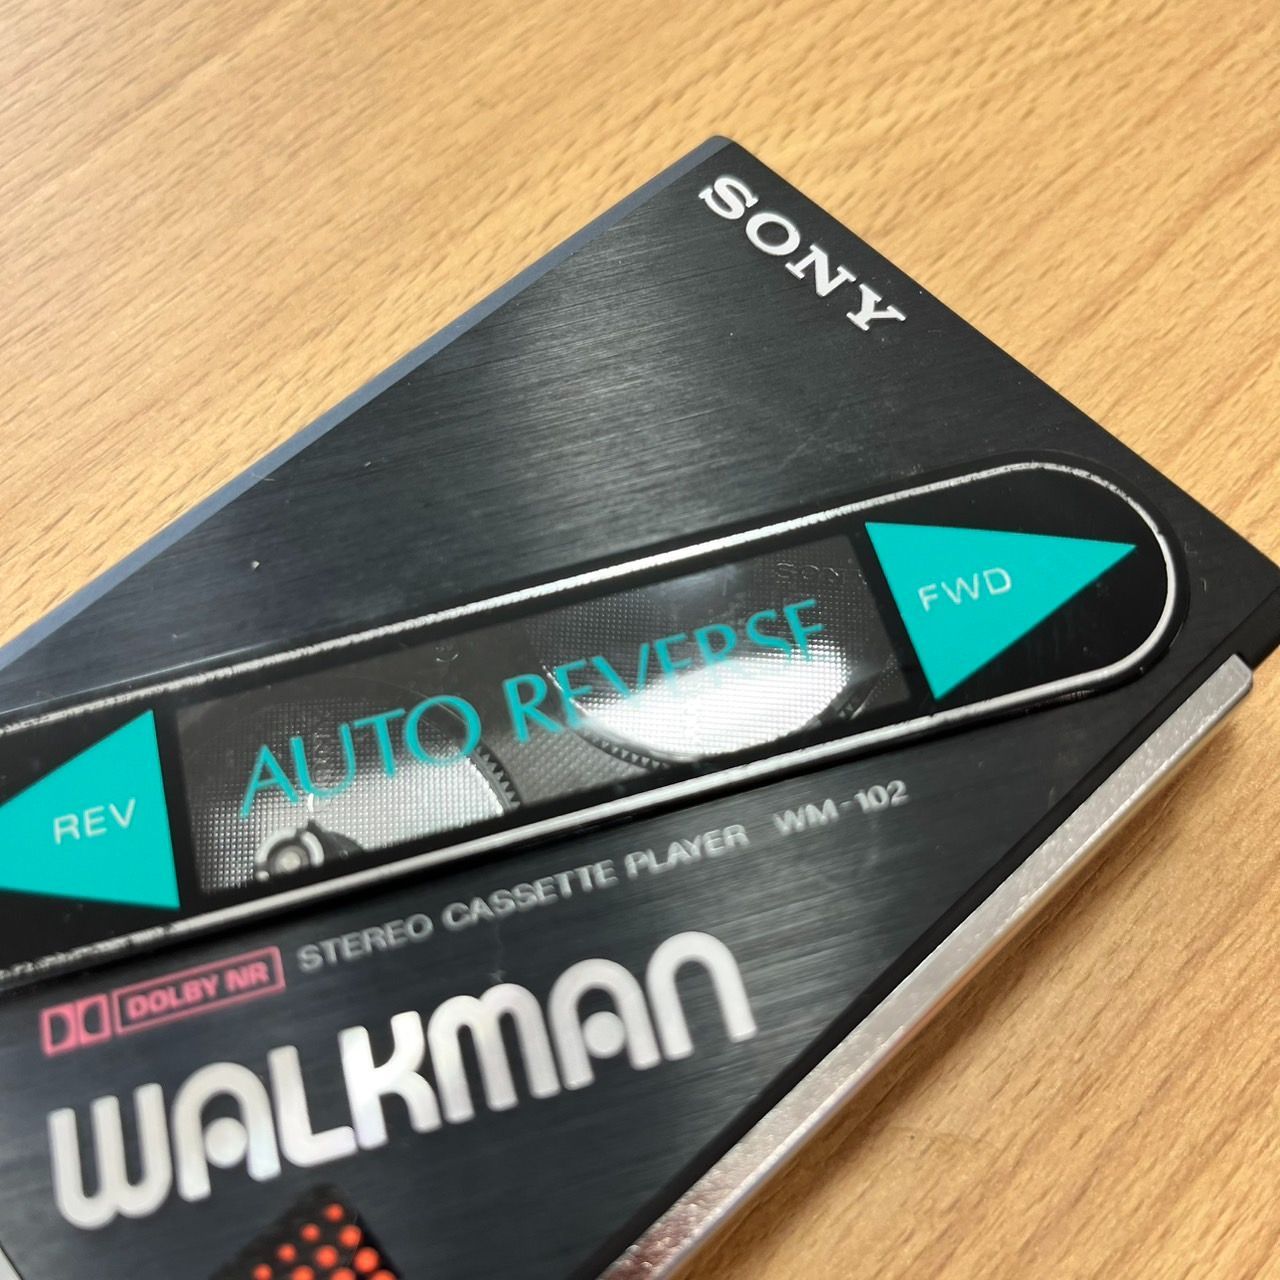 SONY
FWD
AUTO REVERSE
REV
STEREO CASSETTE PLAYER WM-102
DOLBY NR
WALKMAN